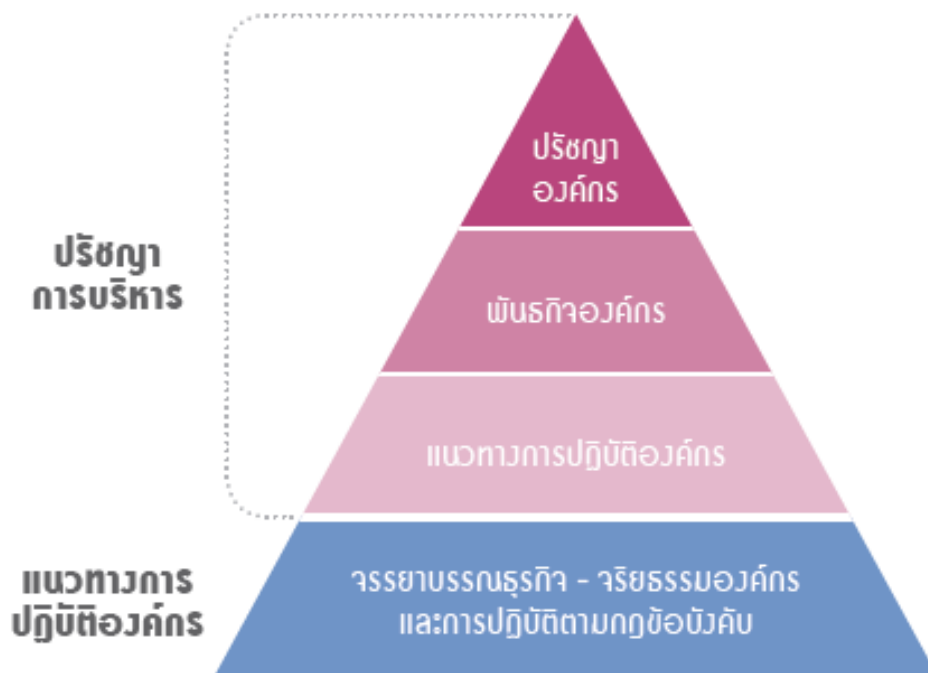 ปรัชญา
องค์กร
ปรัชญา
การบริหาร
พันธกิจองค์กร
แนวทางการปฏิบัติองค์กร
แนวทางการ
ปฏิบัติองค์กร
จรรยาบรรณธุรกิจ - จริยธรรมองค์กร
และการปฏิบัติตามกฎข้อบังคับ